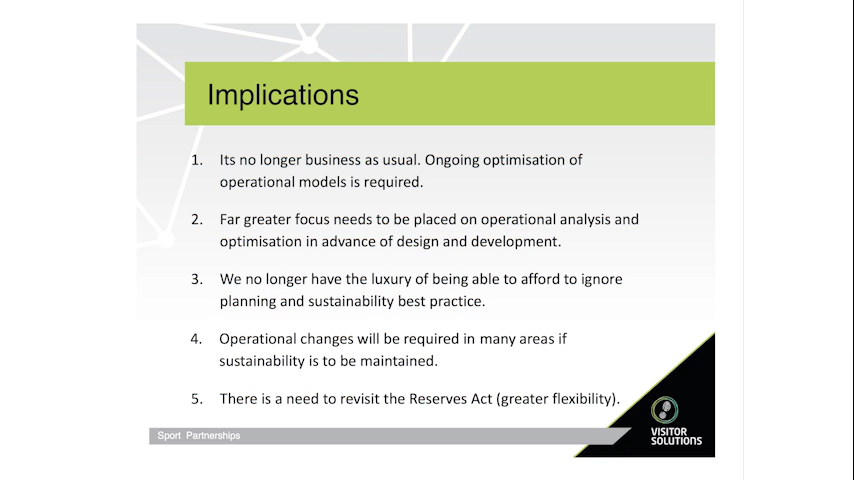 Implications
1. Its no longer business as usual. Ongoing optimisation of
operational models is required.
2. Far greater focus needs to be placed on operational analysis and
optimisation in advance of design and development.
3. We no longer have the luxury of being able to afford to ignore
planning and sustainability best practice.
4. Operational changes will be required in many areas if
sustainability is to be maintained.
5. There is a need to revisit the Reserves Act (greater flexibility).
Sport Partnerships
VISITOR
SOLUTIONS